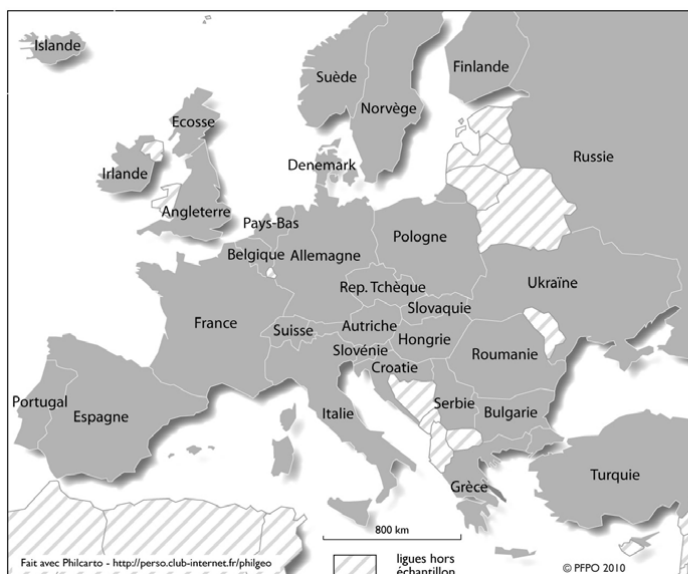 Islande
Suède
Finlande
Norvège
Ecosse
Russie
Irlande
Denemark
Angleterre
Pays-Bas
Pologne
Belgique
Allemagne
Ukraïne
Rep. Tchèque
Slovaquie
France
Autriche
Suisse
Hongrie
Slovénie
Roumanie
Croatie
Portugal
Espagne
Italie
Serbie
Bulgarie
Grèce
Turquie
800 km
Fait avec Philcarto - http://perso.club-internet.fr/philgeo
ligues hors
échantillon
© PFPO 2010